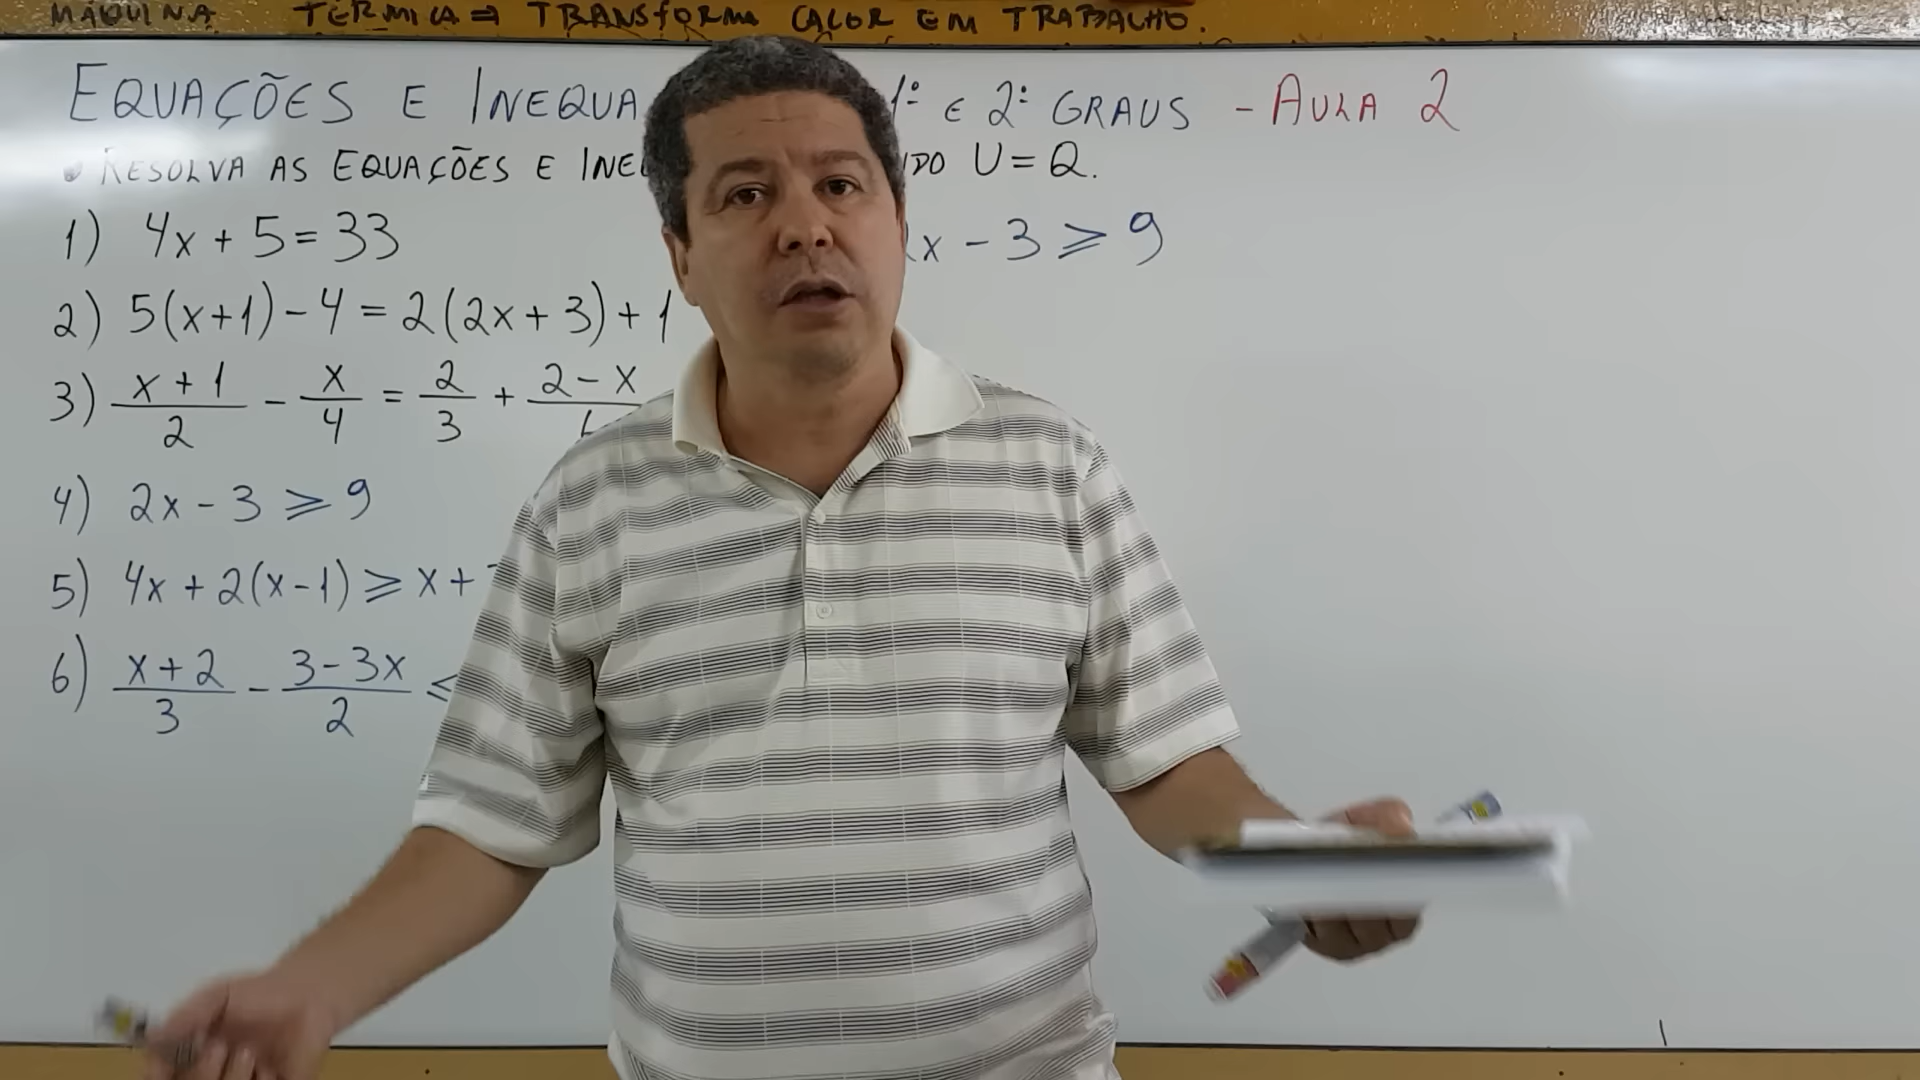 MÁQUINA TÉRMICA ⇒ TRANSFORMA CALOR EM TRABALHO.
EQUAÇÕES E INEQUA 1º E 2º GRAUS - AULA 2
• RESOLVA AS EQUAÇÕES E INE DO U = Q.
1) 4x + 5 = 33
x - 3 ⩾ 9
2) 5(x+1) - 4 = 2(2x + 3) + 1
3) (x + 1)/2 - x/4 = 2/3 + (2 - x)/
4) 2x - 3 ⩾ 9
5) 4x + 2(x - 1) ⩾ x +
6) (x + 2)/3 - (3 - 3x)/2 ⩽